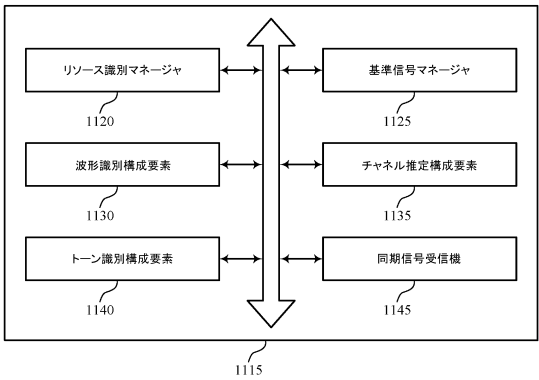 リソース識別マネージャ
1120
基準信号マネージャ
1125
波形識別構成要素
1130
チャネル推定構成要素
1135
トーン識別構成要素
1140
同期信号受信機
1145
1115